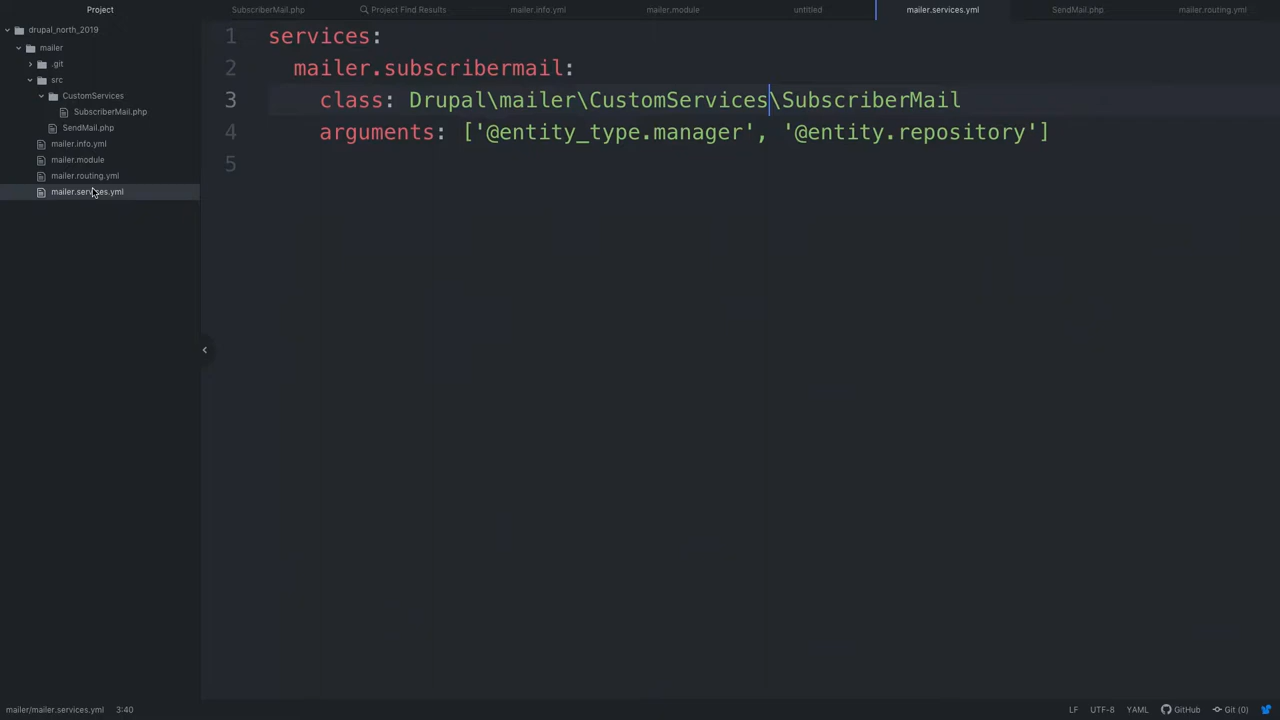 Project
SubscriberMail.php
Project Find Results
mailer.info.yml
mailer.module
untitled
mailer.services.yml
SendMail.php
mailer.routing.yml
drupal_north_2019
mailer
.git
src
CustomServices
SubscriberMail.php
SendMail.php
mailer.info.yml
mailer.module
mailer.routing.yml
mailer.services.yml
1 services:
2 mailer.subscribermail:
3 class: Drupal\mailer\CustomServices\SubscriberMail
4 arguments: ['@entity_type.manager', '@entity.repository']
5
mailer/mailer.services.yml 3:40
LF UTF-8 YAML GitHub Git (0)